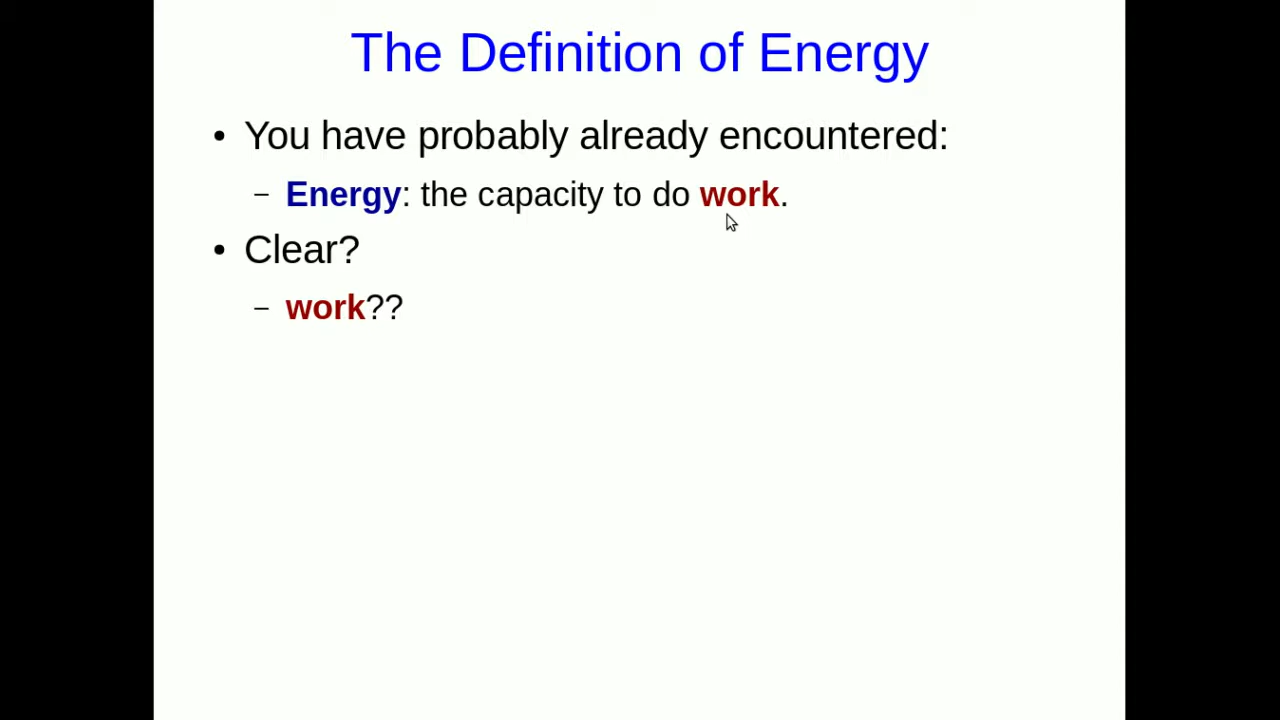 The Definition of Energy
• You have probably already encountered:
– Energy: the capacity to do work.
• Clear?
– work??